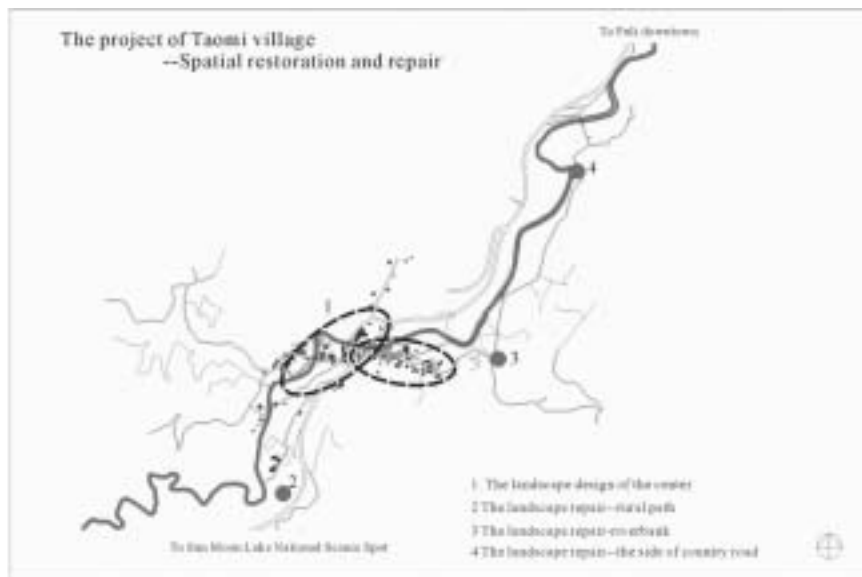 The project of Taomi village
--Spatial restoration and repair
To Puli downtown
1
4
3
2
To Sun Moon Lake National Scenic Spot
1 The landscape design of the center
2 The landscape repair--rural path
3 The landscape repair-riverbank
4 The landscape repair--the side of country road